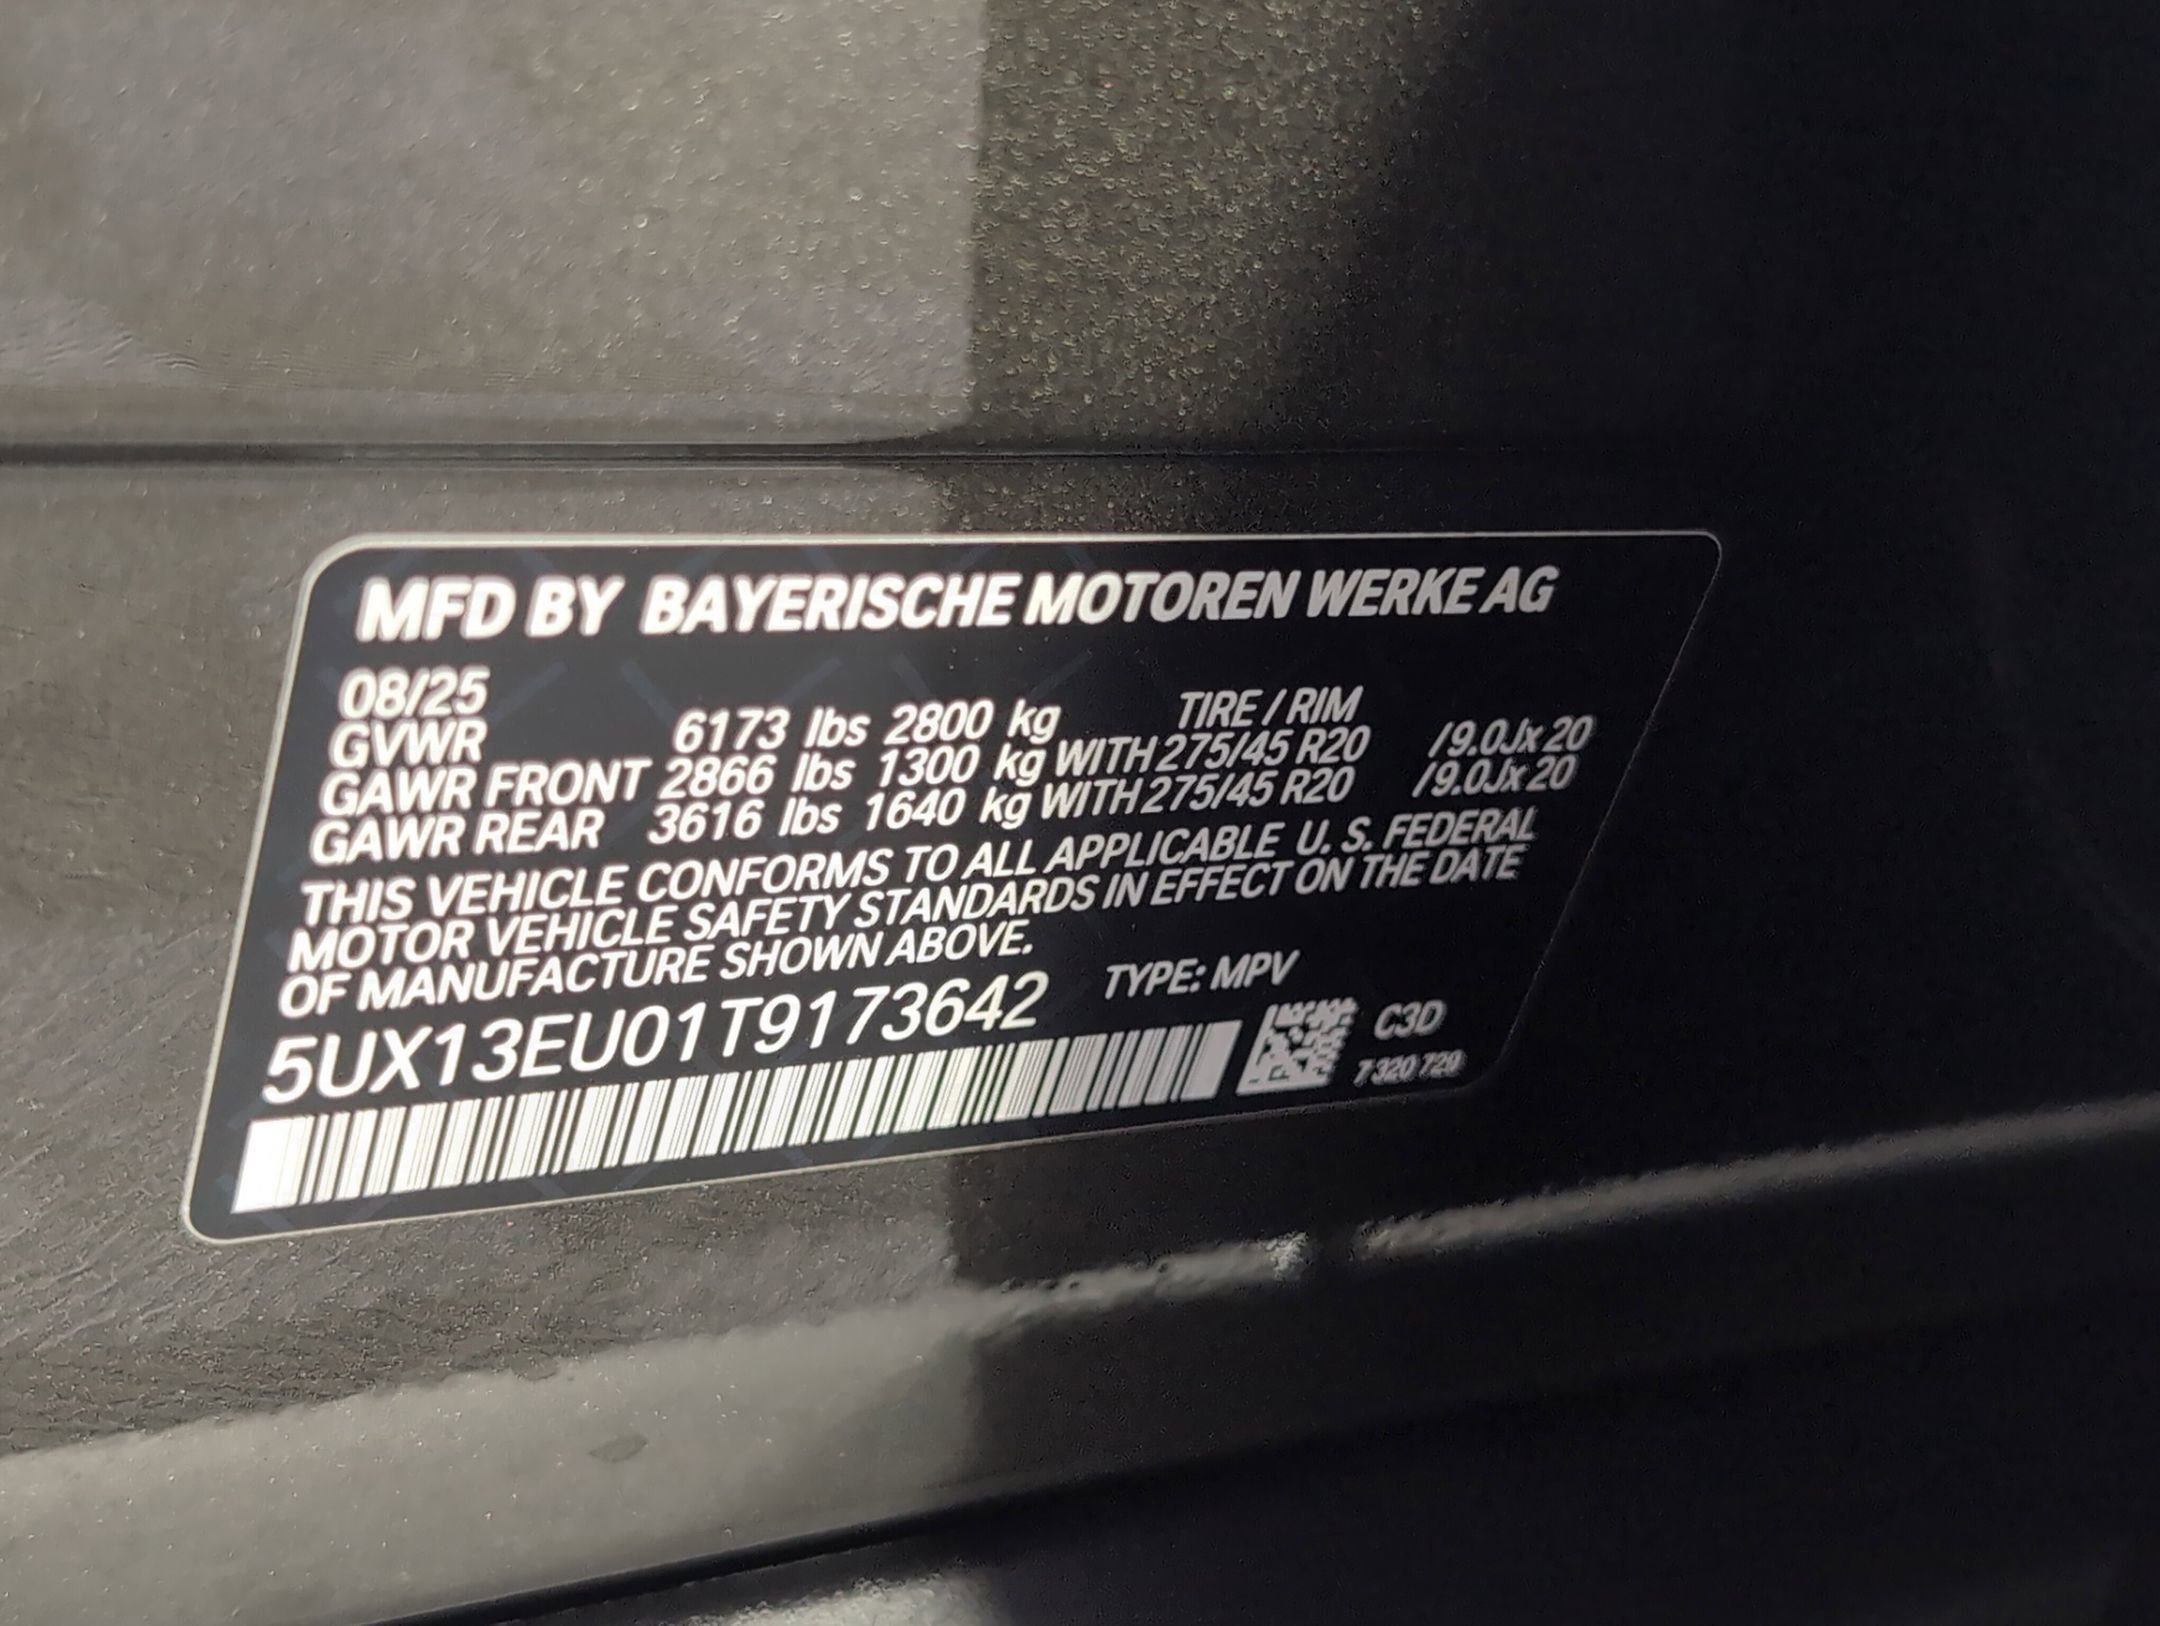 MFD BY BAYERISCHE MOTOREN WERKE AG
08/25
GVWR 6173 lbs 2800 kg TIRE / RIM
GAWR FRONT 2866 lbs 1300 kg WITH 275/45 R20 /9.0Jx20
GAWR REAR 3616 lbs 1640 kg WITH 275/45 R20 /9.0Jx20
THIS VEHICLE CONFORMS TO ALL APPLICABLE U. S. FEDERAL
MOTOR VEHICLE SAFETY STANDARDS IN EFFECT ON THE DATE
OF MANUFACTURE SHOWN ABOVE.
5UX13EU01T9173642 TYPE: MPV
C3D
7 320 729